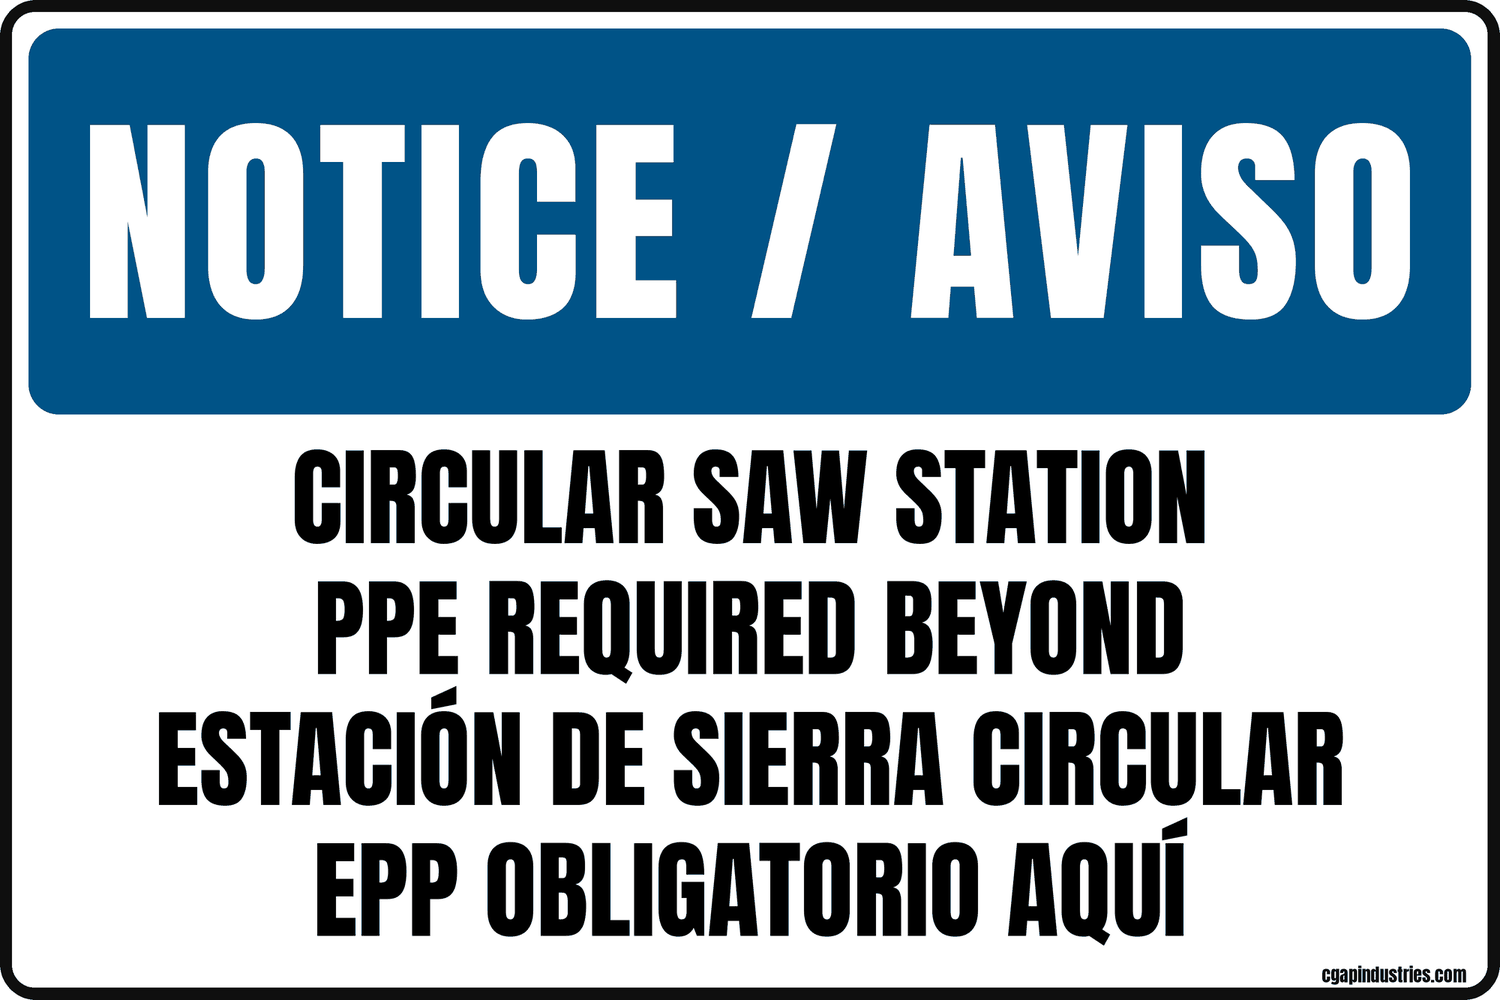 NOTICE / AVISO
CIRCULAR SAW STATION
PPE REQUIRED BEYOND
ESTACIÓN DE SIERRA CIRCULAR
EPP OBLIGATORIO AQUÍ
cgapindustries.com